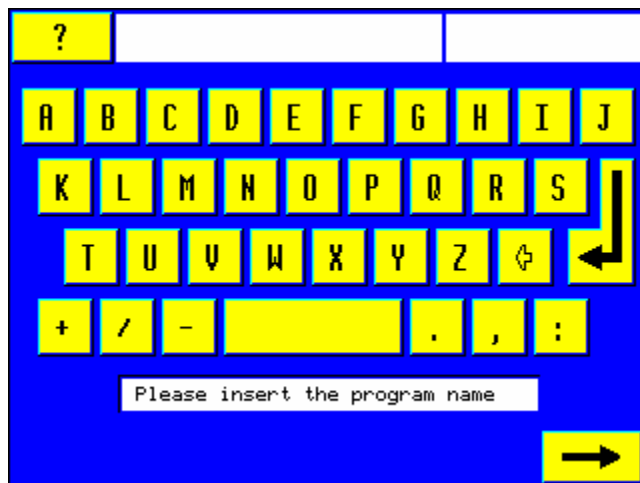 ?
A B C D E F G H I J
K L M N O P Q R S
T U V W X Y Z
+ / - . , :
Please insert the program name